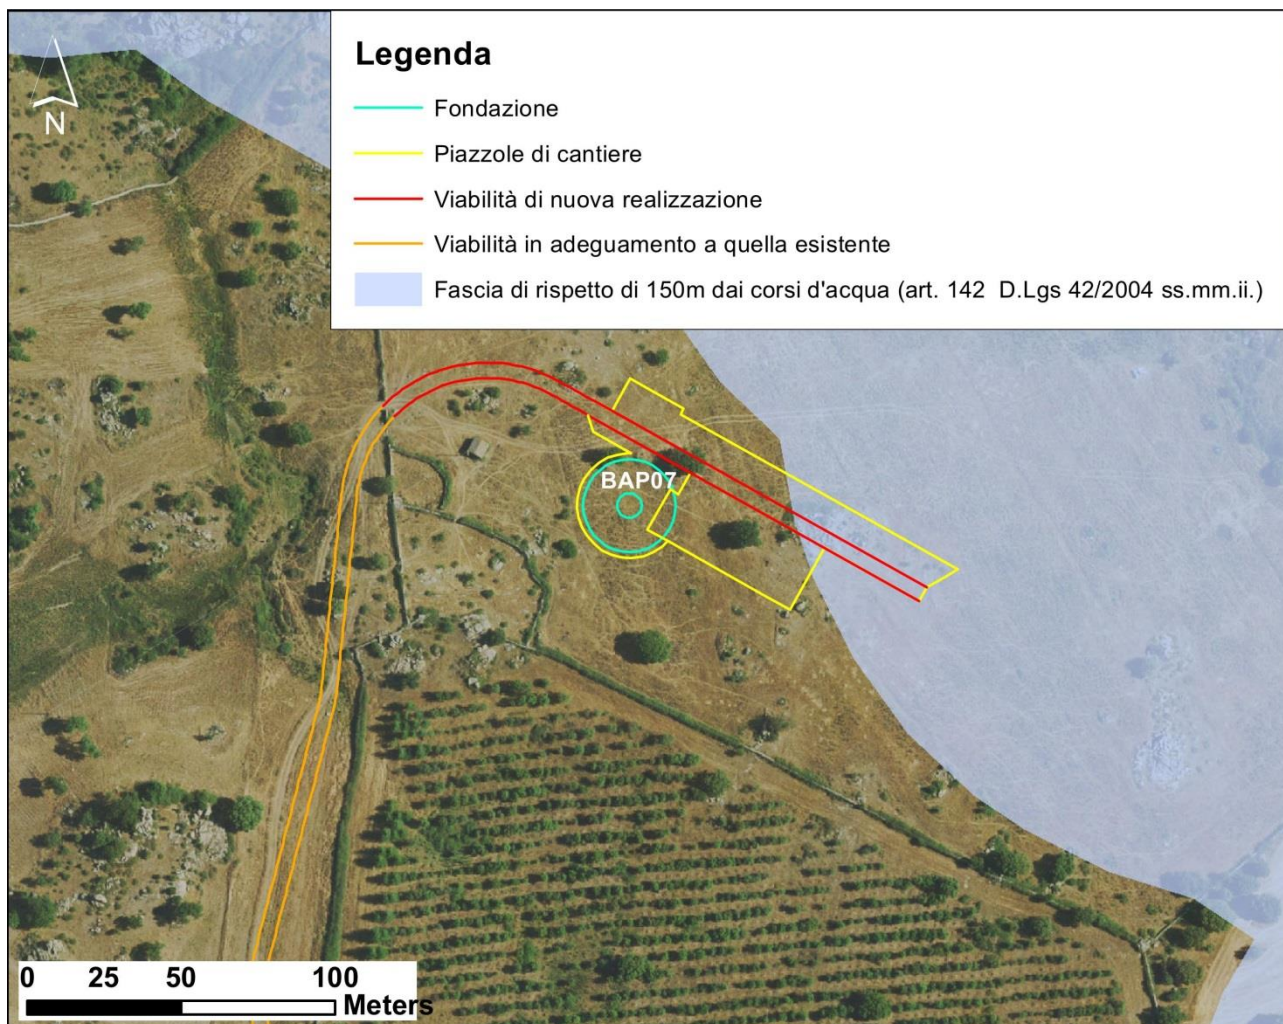 N
Legenda
Fondazione
Piazzole di cantiere
Viabilità di nuova realizzazione
Viabilità in adeguamento a quella esistente
Fascia di rispetto di 150m dai corsi d'acqua (art. 142 D.Lgs 42/2004 ss.mm.ii.)
BAP07
0 25 50 100
Meters